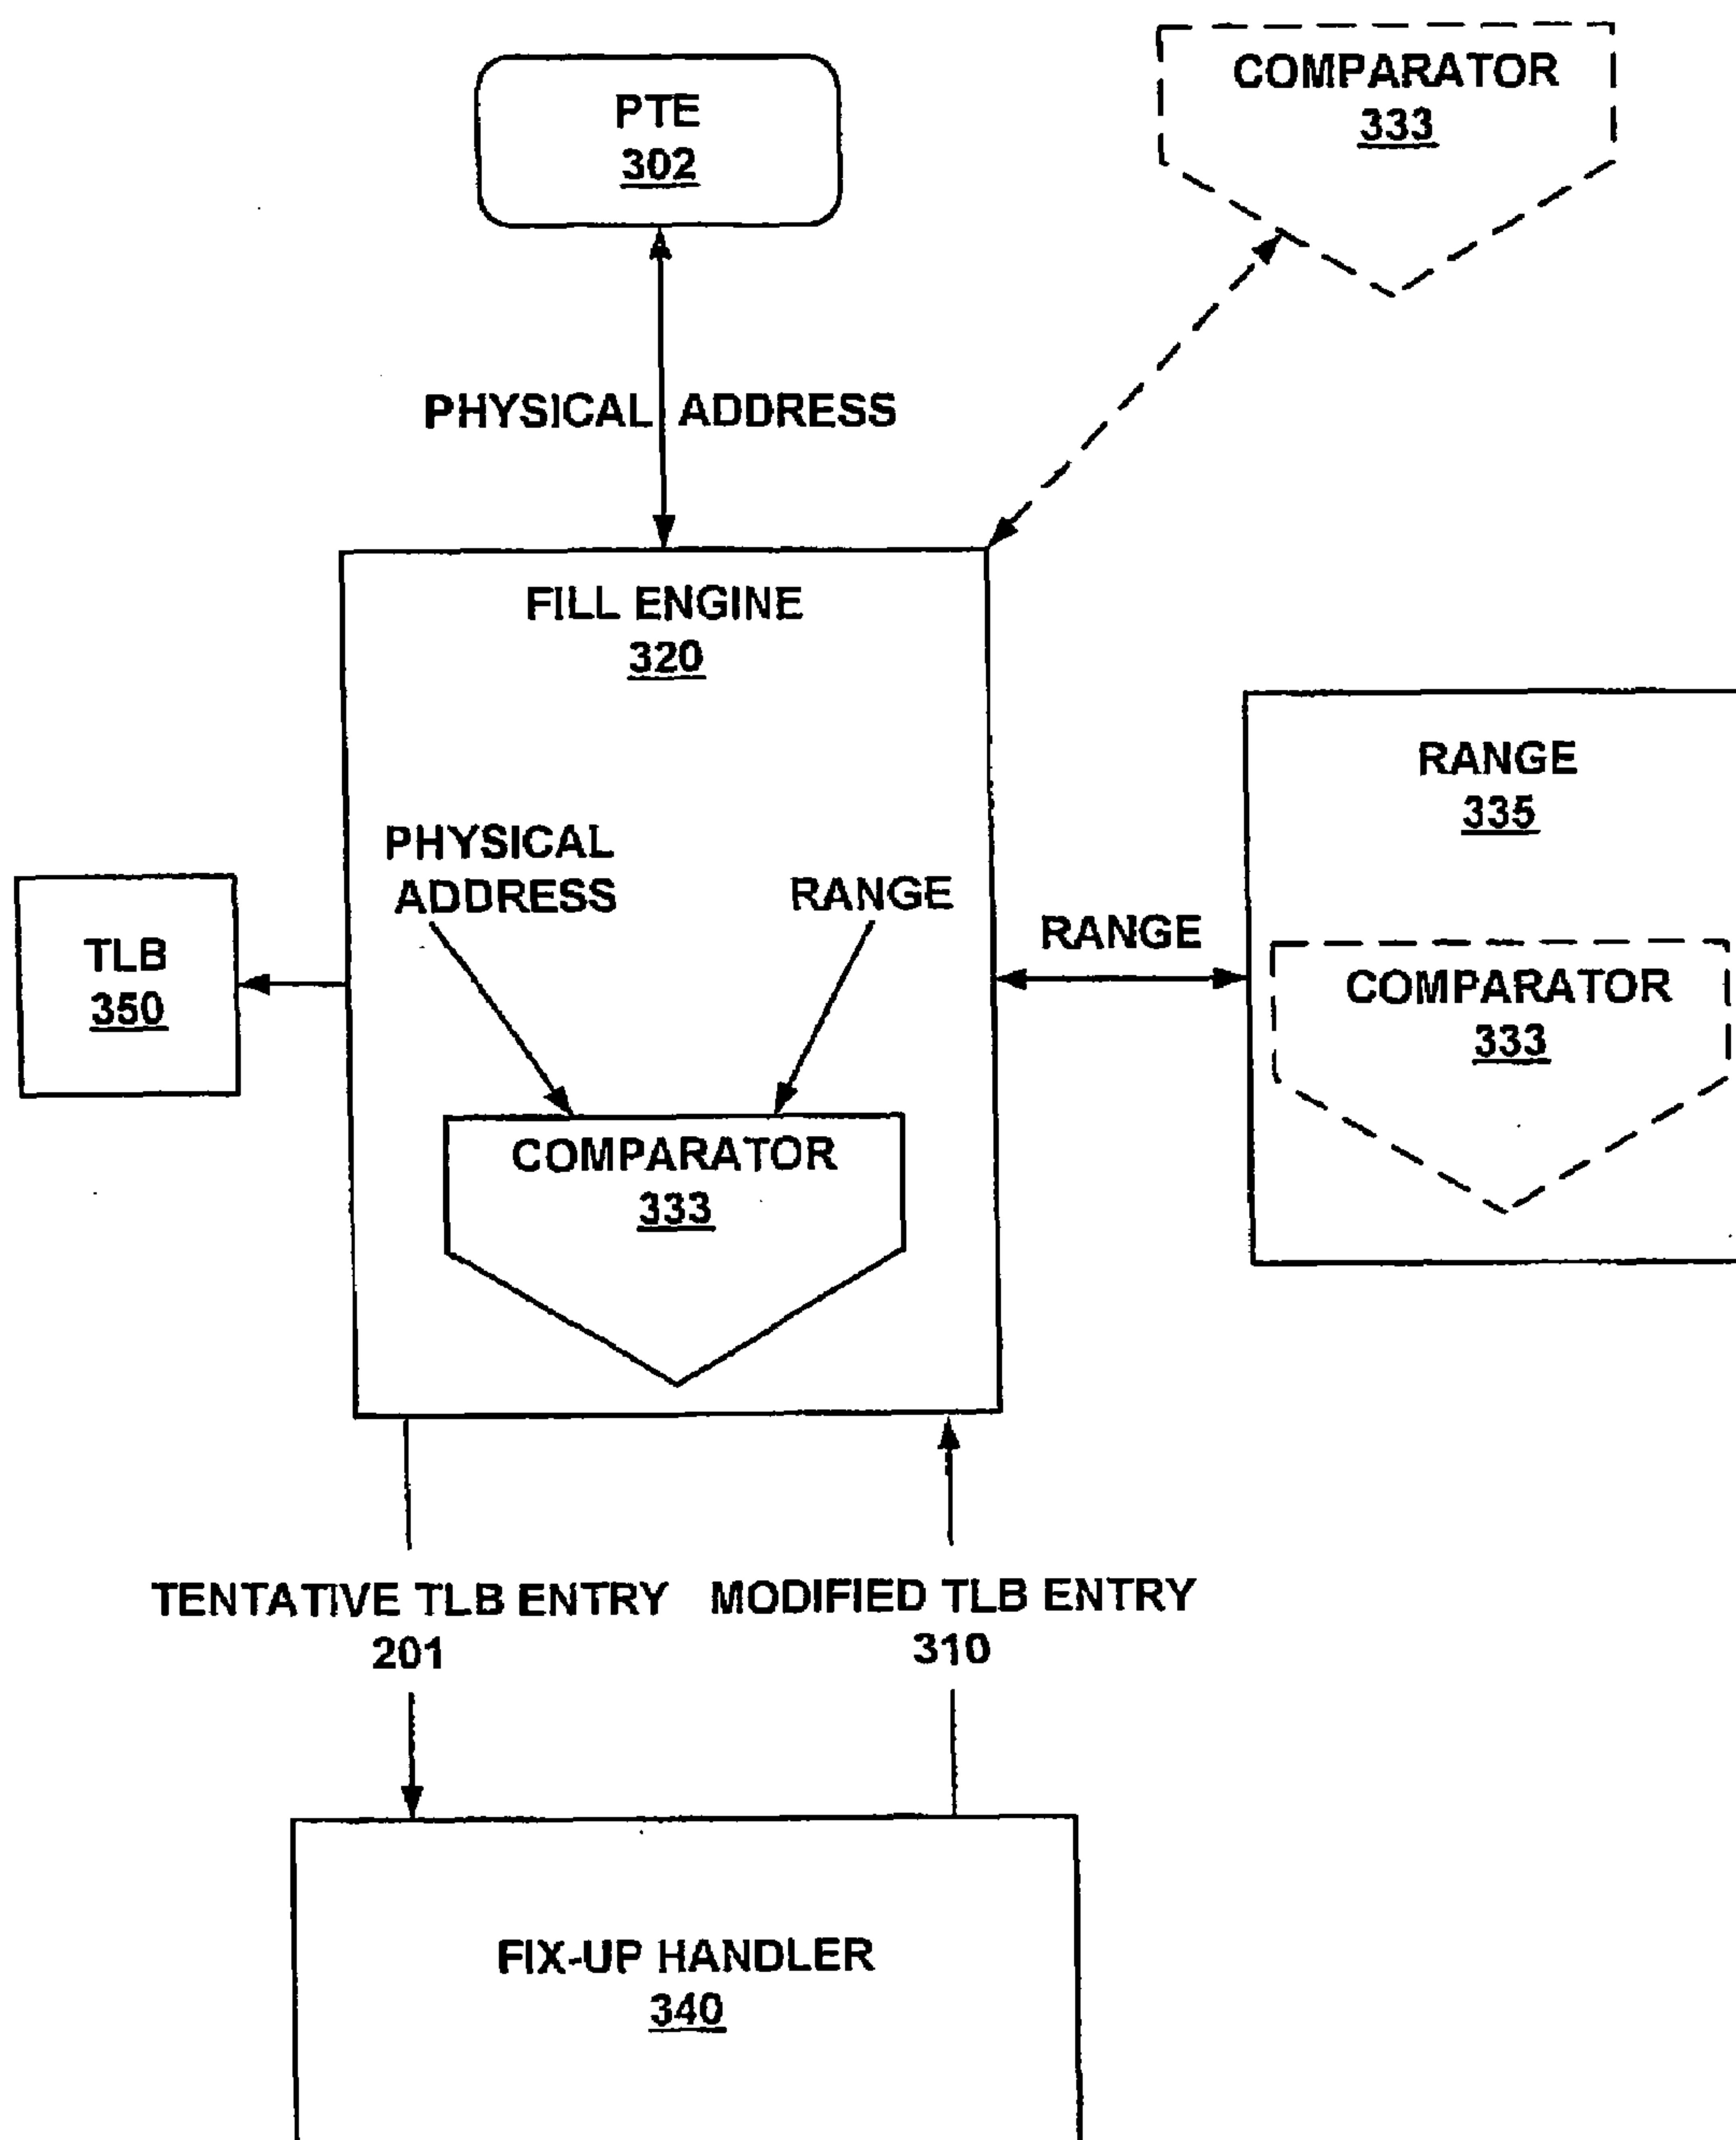 COMPARATOR
333
PTE
302
PHYSICAL ADDRESS
FILL ENGINE
320
RANGE
335
PHYSICAL
ADDRESS
RANGE
RANGE
TLB
350
COMPARATOR
333
COMPARATOR
333
TENTATIVE TLB ENTRY
201
MODIFIED TLB ENTRY
310
FIX-UP HANDLER
340